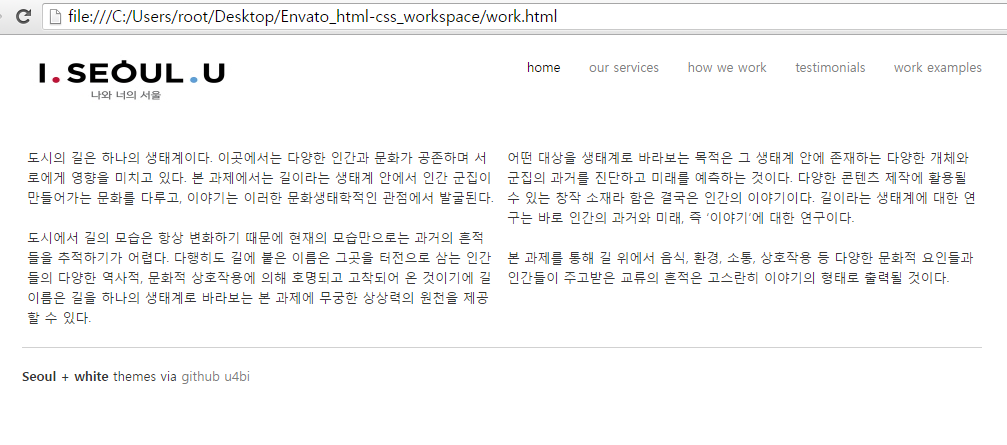 file:///C:/Users/root/Desktop/Envato_html-css_workspace/work.html
I.SEOUL.U
나와 너의 서울
home our services how we work testimonials work examples
도시의 길은 하나의 생태계이다. 이곳에서는 다양한 인간과 문화가 공존하며 서
로에게 영향을 미치고 있다. 본 과제에서는 길이라는 생태계 안에서 인간 군집이
만들어가는 문화를 다루고, 이야기는 이러한 문화생태학적인 관점에서 발굴된다.
도시에서 길의 모습은 항상 변화하기 때문에 현재의 모습만으로는 과거의 흔적
들을 추적하기가 어렵다. 다행히도 길에 붙은 이름은 그곳을 터전으로 삼는 인간
들의 다양한 역사적, 문화적 상호작용에 의해 호명되고 고착되어 온 것이기에 길
이름은 길을 하나의 생태계로 바라보는 본 과제에 무궁한 상상력의 원천을 제공
할 수 있다.
어떤 대상을 생태계로 바라보는 목적은 그 생태계 안에 존재하는 다양한 개체와
군집의 과거를 진단하고 미래를 예측하는 것이다. 다양한 콘텐츠 제작에 활용될
수 있는 창작 소재라 함은 결국은 인간의 이야기이다. 길이라는 생태계에 대한 연
구는 바로 인간의 과거와 미래, 즉 ‘이야기’에 대한 연구이다.
본 과제를 통해 길 위에서 음식, 환경, 소통, 상호작용 등 다양한 문화적 요인들과
인간들이 주고받은 교류의 흔적은 고스란히 이야기의 형태로 출력될 것이다.
Seoul + white themes via github u4bi